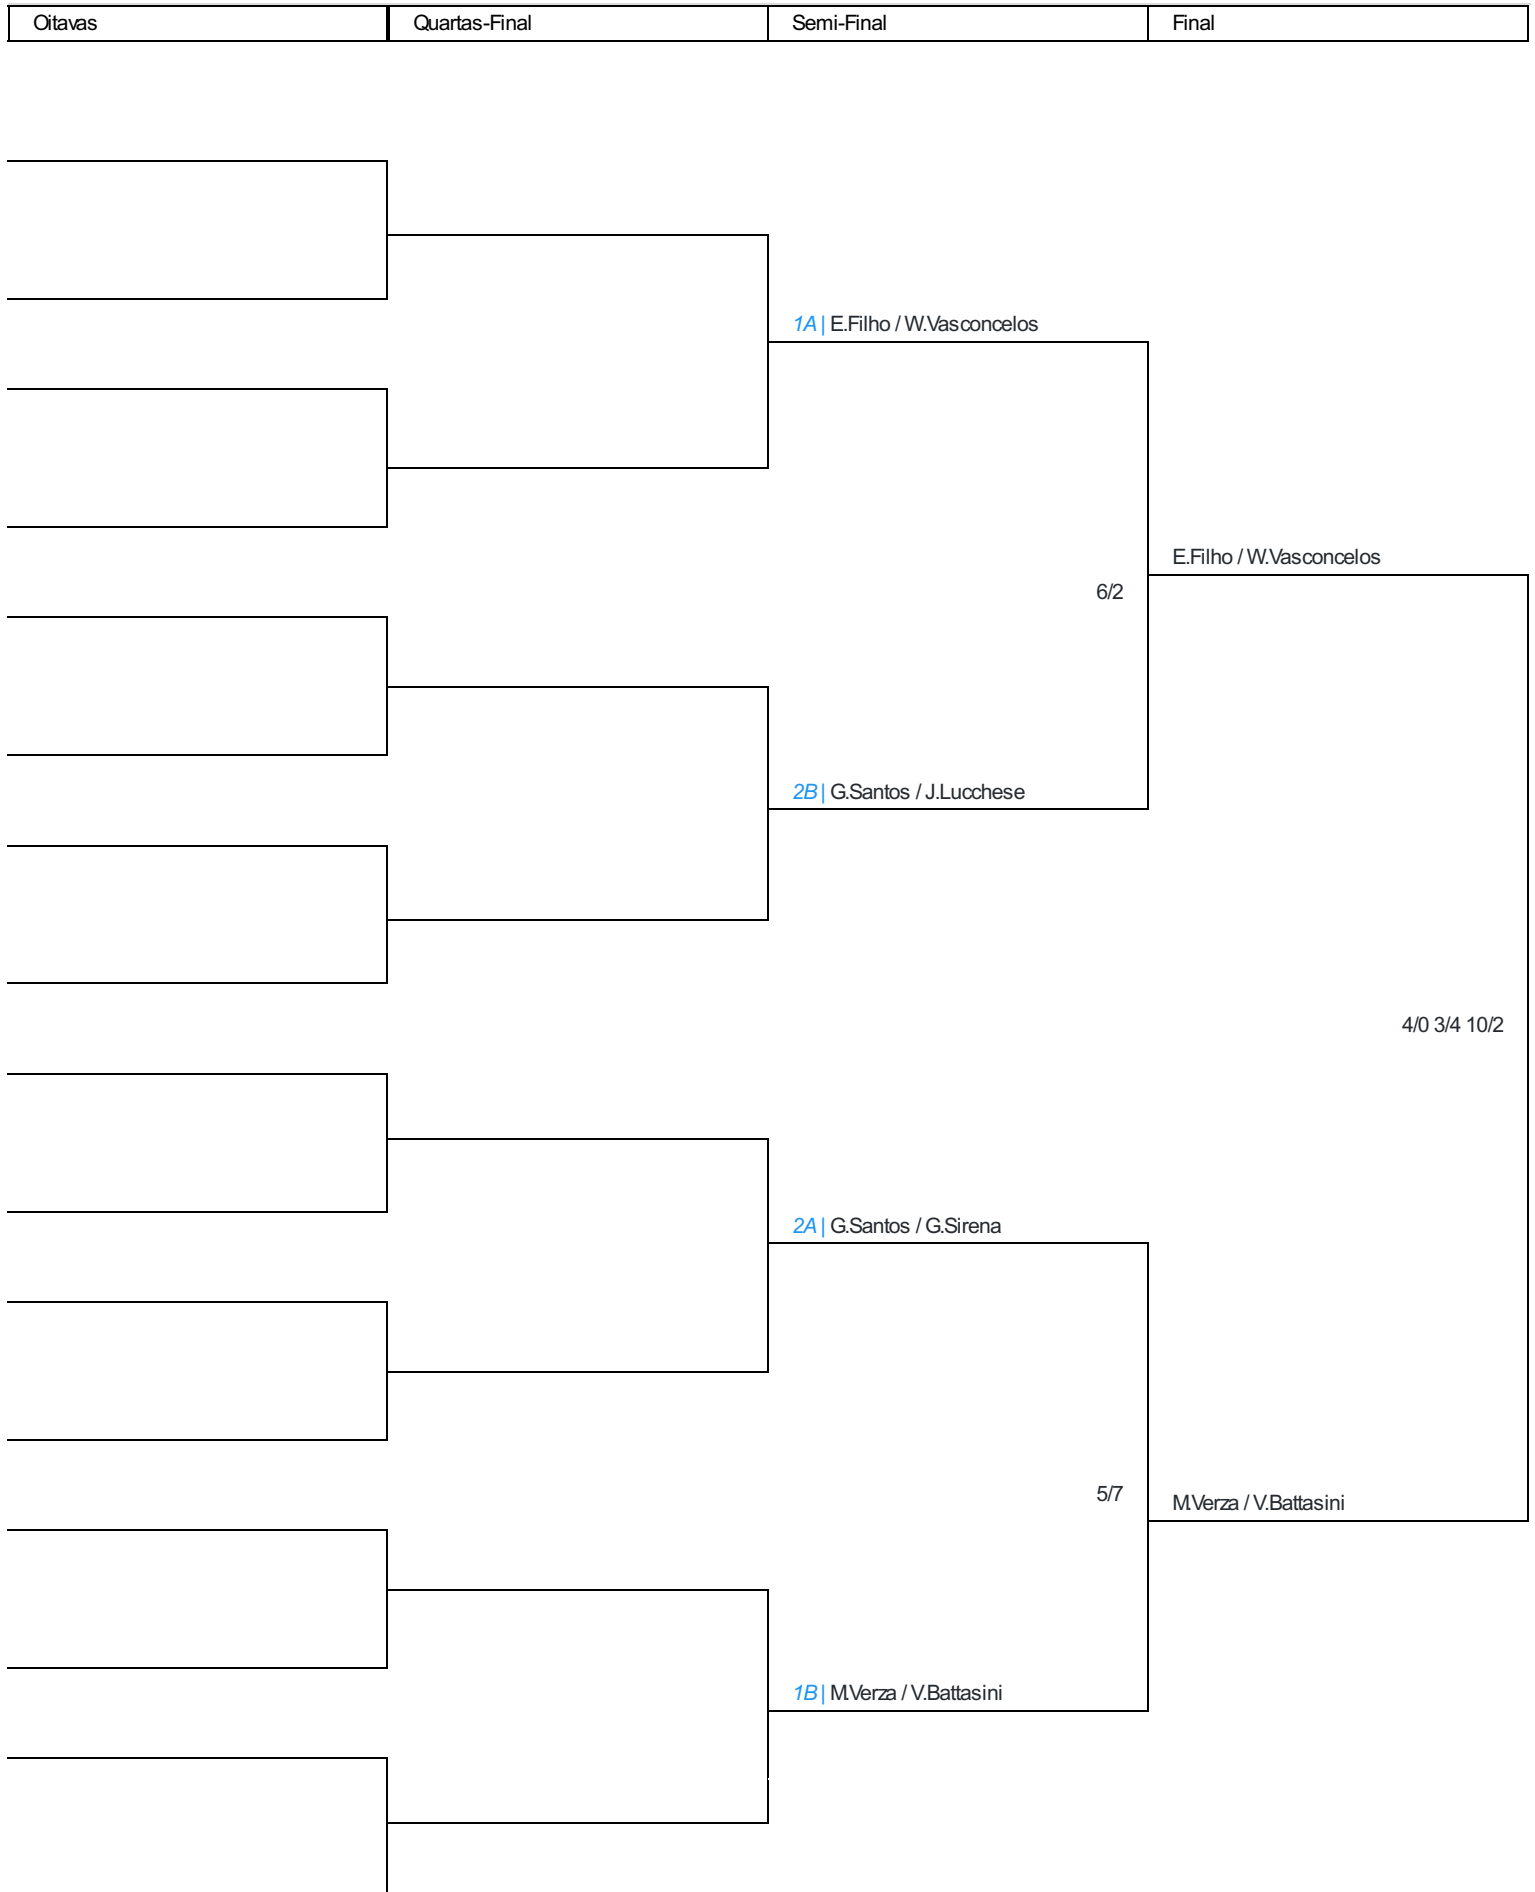 Oitavas
Quartas-Final
Semi-Final
Final
1A | E.Filho / W.Vasconcelos
E.Filho / W.Vasconcelos
6/2
2B | G.Santos / J.Lucchese
4/0 3/4 10/2
2A | G.Santos / G.Sirena
5/7
M.Verza / V.Battasini
1B | M.Verza / V.Battasini